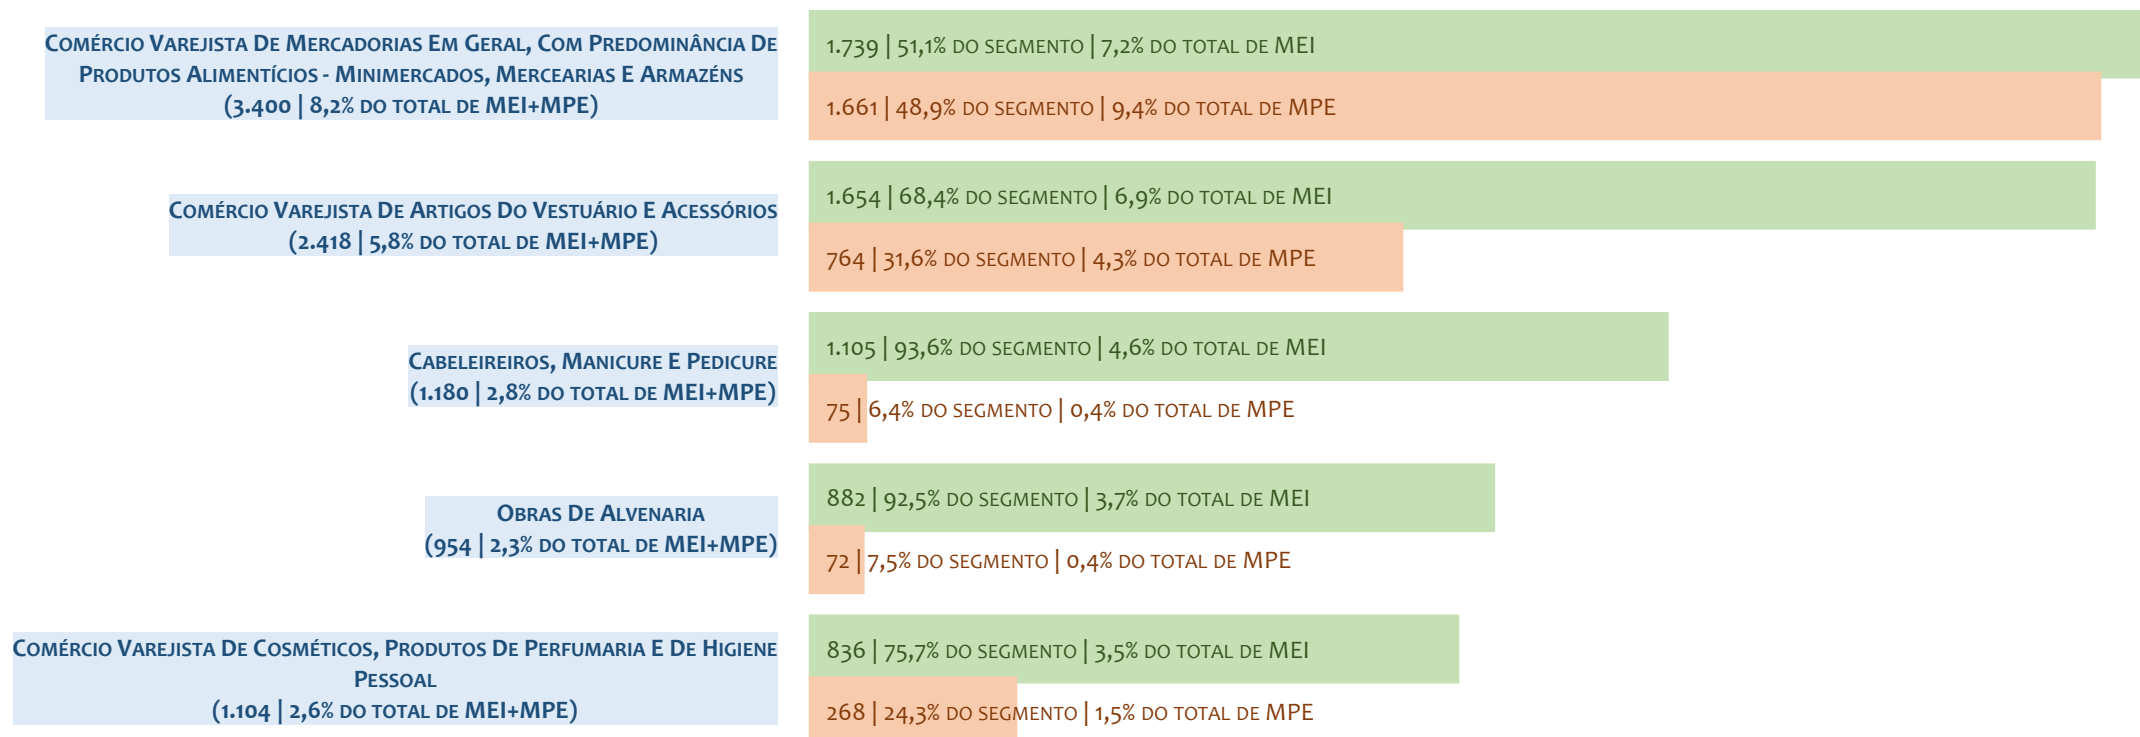 Comércio Varejista De Mercadorias Em Geral, Com Predominância De
Produtos Alimentícios - Minimercados, Mercearias E Armazéns
(3.400 | 8,2% do total de MEI+MPE)
1.739 | 51,1% do segmento | 7,2% do total de MEI
1.661 | 48,9% do segmento | 9,4% do total de MPE
Comércio Varejista De Artigos Do Vestuário E Acessórios
(2.418 | 5,8% do total de MEI+MPE)
1.654 | 68,4% do segmento | 6,9% do total de MEI
764 | 31,6% do segmento | 4,3% do total de MPE
Cabeleireiros, Manicure E Pedicure
(1.180 | 2,8% do total de MEI+MPE)
1.105 | 93,6% do segmento | 4,6% do total de MEI
75 | 6,4% do segmento | 0,4% do total de MPE
Obras De Alvenaria
(954 | 2,3% do total de MEI+MPE)
882 | 92,5% do segmento | 3,7% do total de MEI
72 | 7,5% do segmento | 0,4% do total de MPE
Comércio Varejista De Cosméticos, Produtos De Perfumaria E De Higiene
Pessoal
(1.104 | 2,6% do total de MEI+MPE)
836 | 75,7% do segmento | 3,5% do total de MEI
268 | 24,3% do segmento | 1,5% do total de MPE